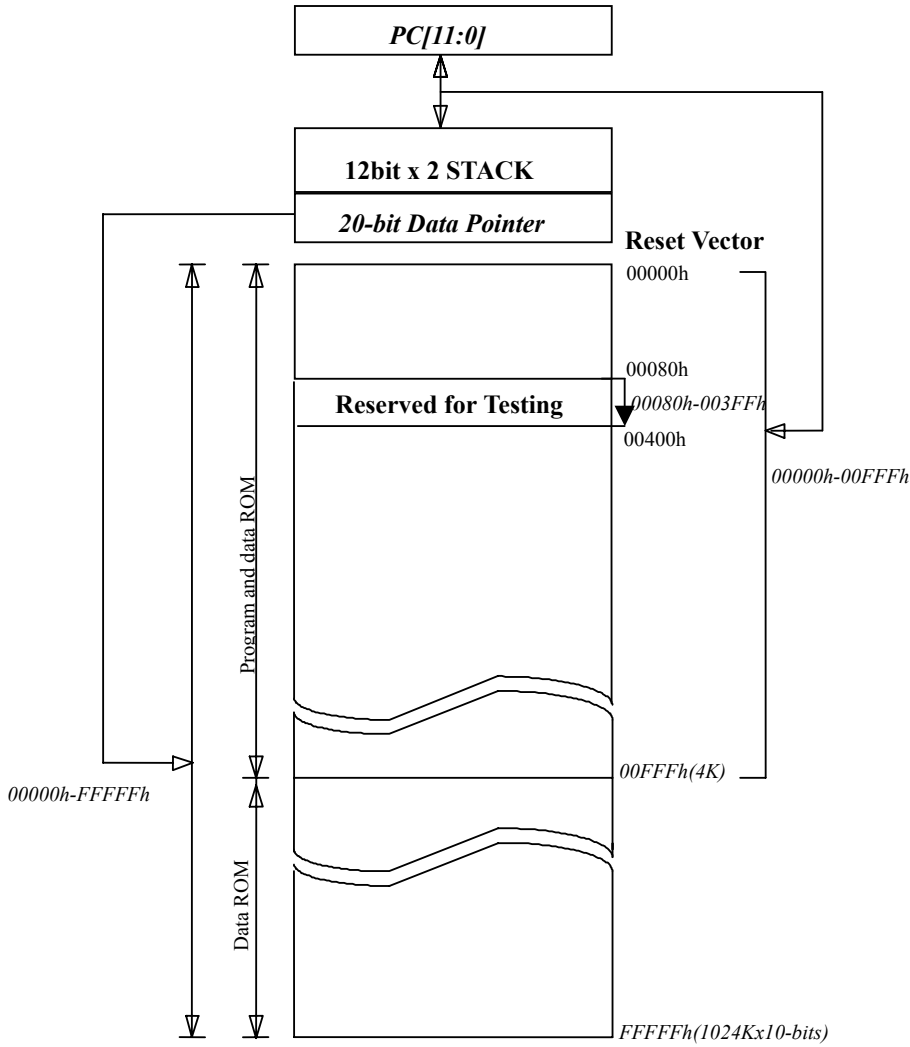 PC[11:0]
12bit x 2 STACK
20-bit Data Pointer
Reset Vector
00000h
00080h
Reserved for Testing
00080h-003FFh
00400h
00000h-00FFFh
Program and data ROM
00FFFh(4K)
00000h-FFFFFh
Data ROM
FFFFFh(1024Kx10-bits)